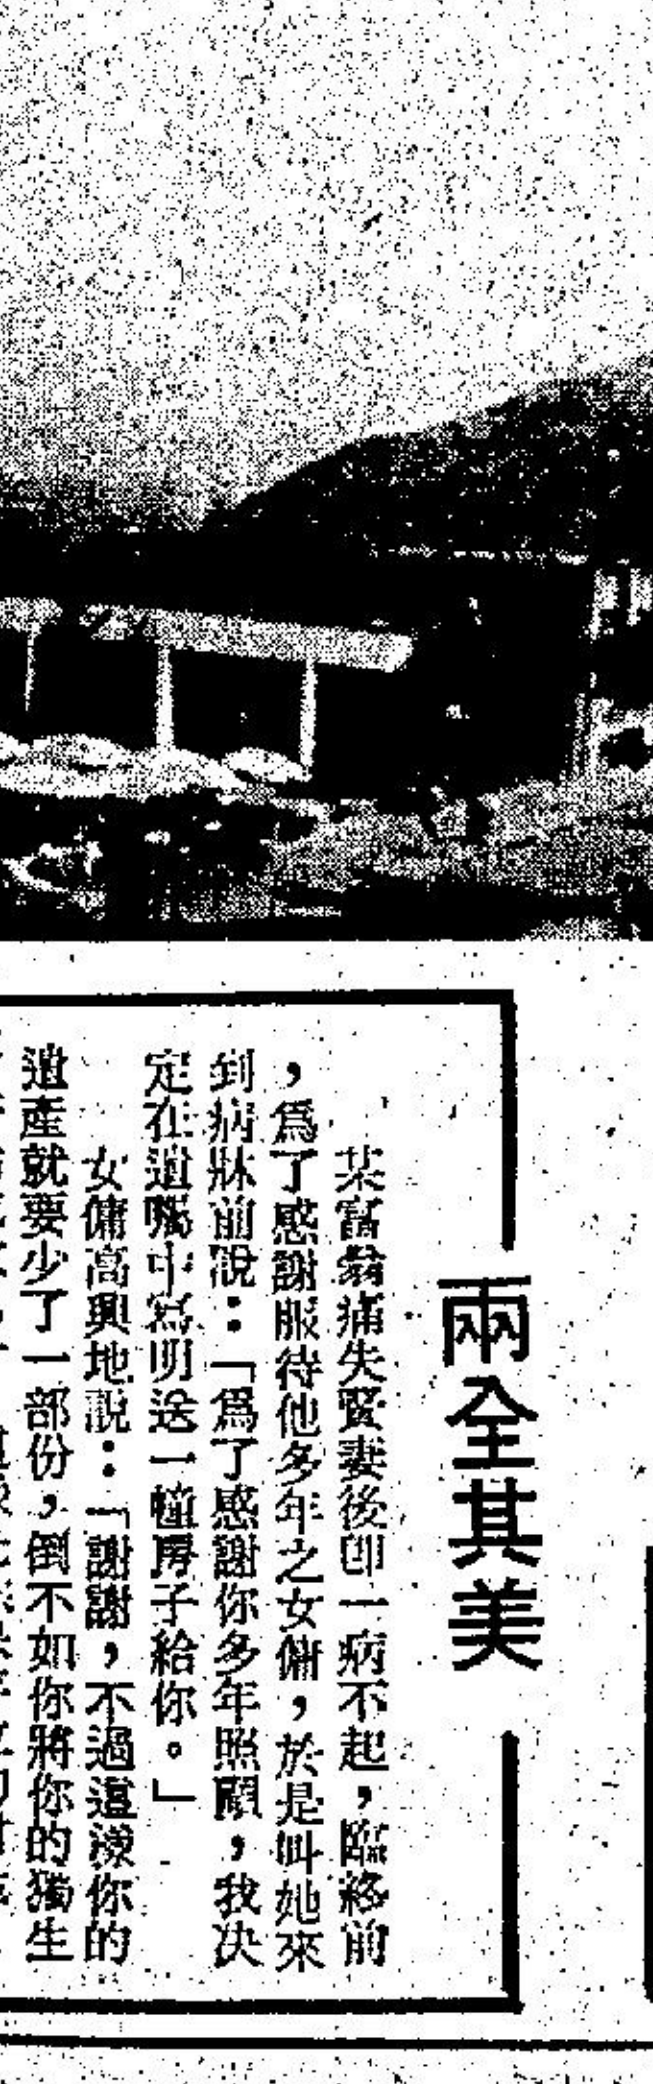 兩全其美
某富翁痛失賢妻後卽一病不起,臨終前
,爲了感謝服待他多年之女傭,於是叫她來
到病牀前說:「爲了感謝你多年照顧,我决
定在遺囑中寫明送一幢房子給你。」
女傭高興地說:「謝謝,不過這樣你的
遺產就要少了一部份,倒不如你將你的獨生